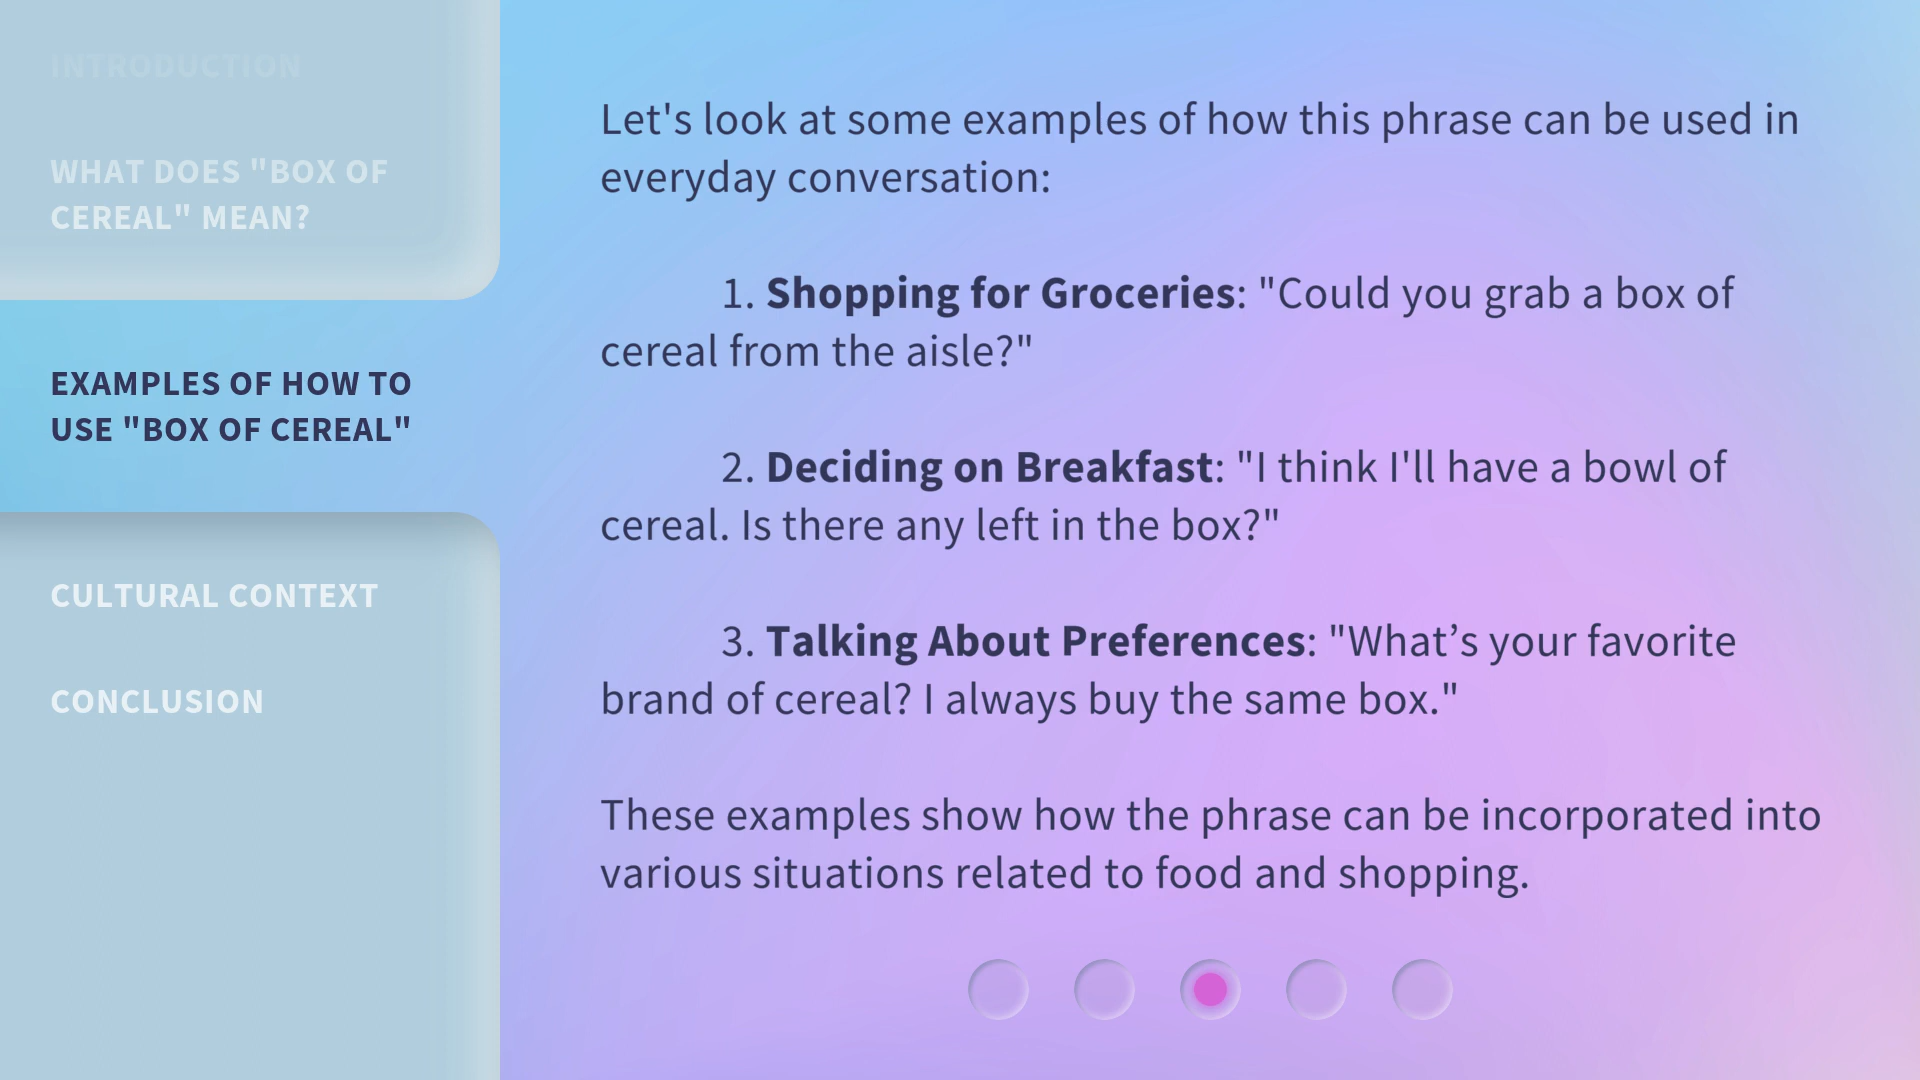 INTRODUCTION
WHAT DOES "BOX OF
CEREAL" MEAN?
EXAMPLES OF HOW TO
USE "BOX OF CEREAL"
CULTURAL CONTEXT
CONCLUSION
Let's look at some examples of how this phrase can be used in
everyday conversation:
1. Shopping for Groceries: "Could you grab a box of
cereal from the aisle?"
2. Deciding on Breakfast: "I think I'll have a bowl of
cereal. Is there any left in the box?"
3. Talking About Preferences: "What’s your favorite
brand of cereal? I always buy the same box."
These examples show how the phrase can be incorporated into
various situations related to food and shopping.